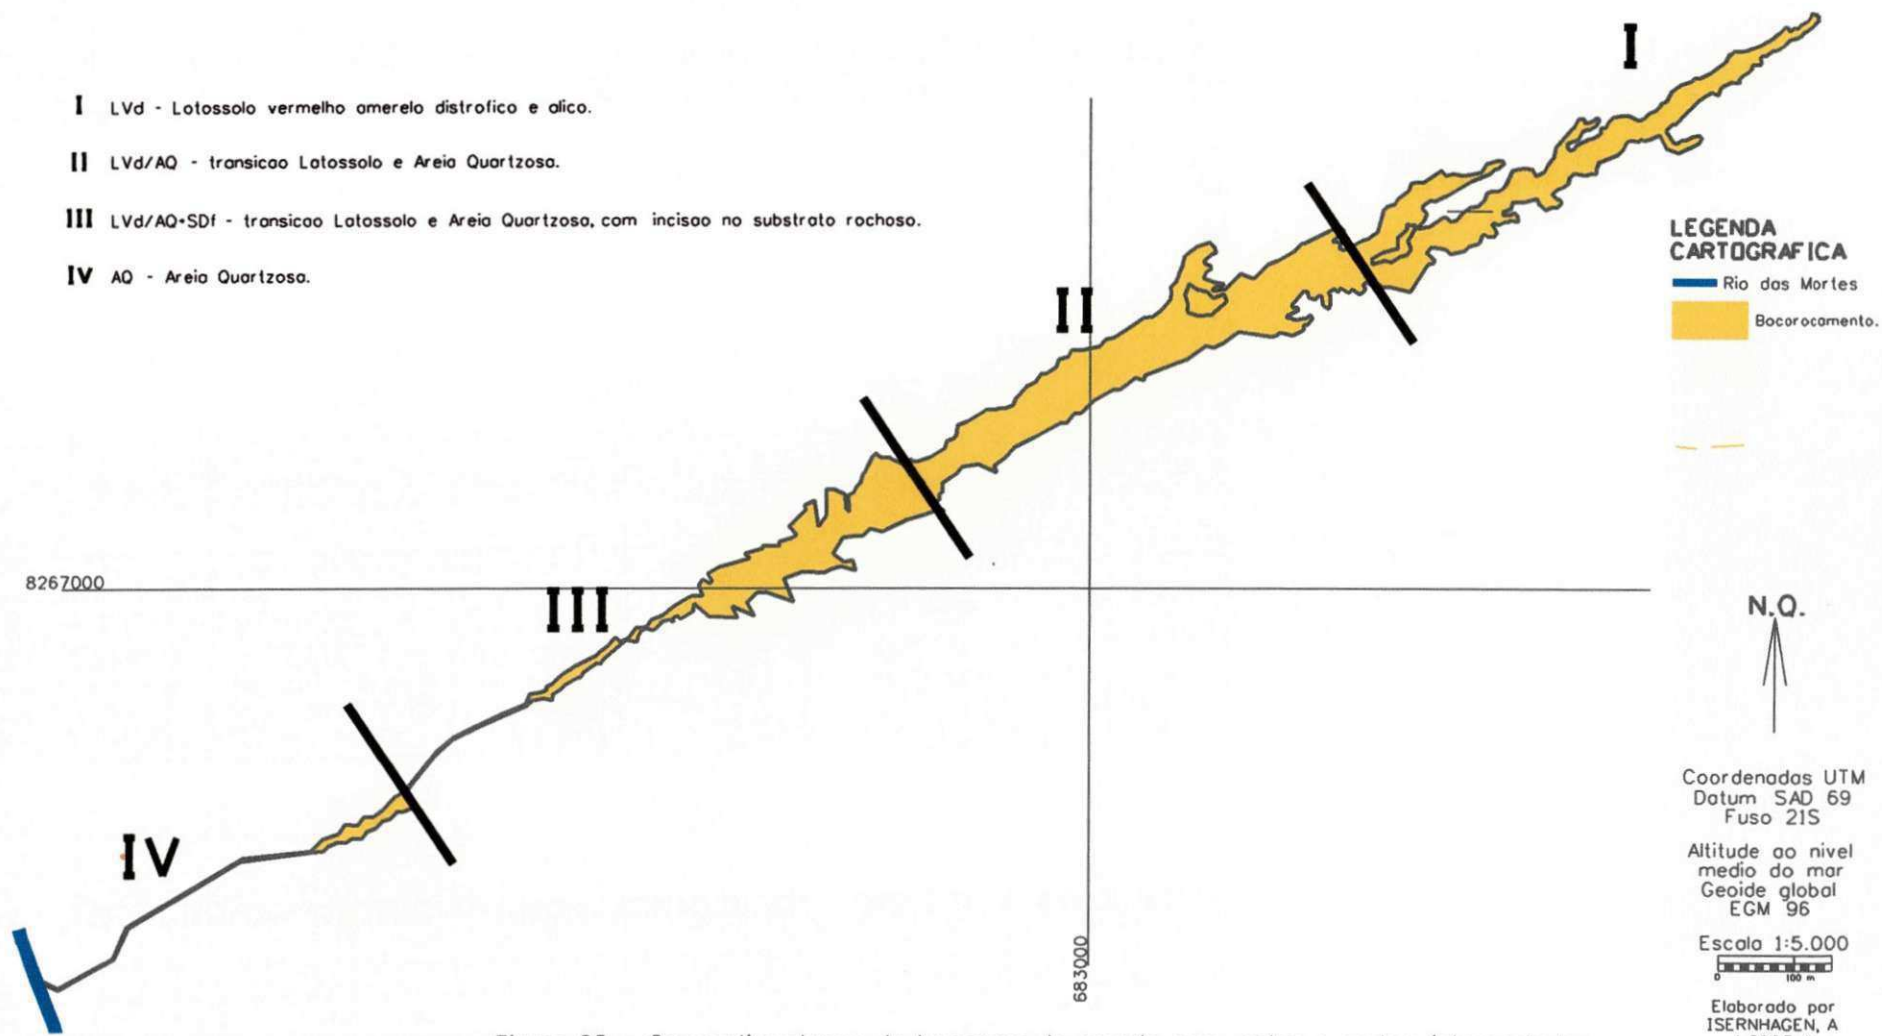 I
I LVd - Lotossolo vermelho amerelo distrofico e alico.
II LVd/AQ - transicao Latossolo e Areia Quartzosa.
III LVd/AQ+SDf - transicao Latossolo e Areia Quartzosa, com incisao no substrato rochoso.
IV AQ - Areia Quartzosa.
LEGENDA
CARTOGRAFICA
Rio das Mortes
Bocorocamento.
II
8267000
III
N.Q.
IV
683000
Coordenadas UTM
Datum SAD 69
Fuso 21S
Altitude ao nivel
medio do mar
Geoide global
EGM 96
Escala 1:5.000
0 100 m
Elaborado por
ISERNHAGEN, A